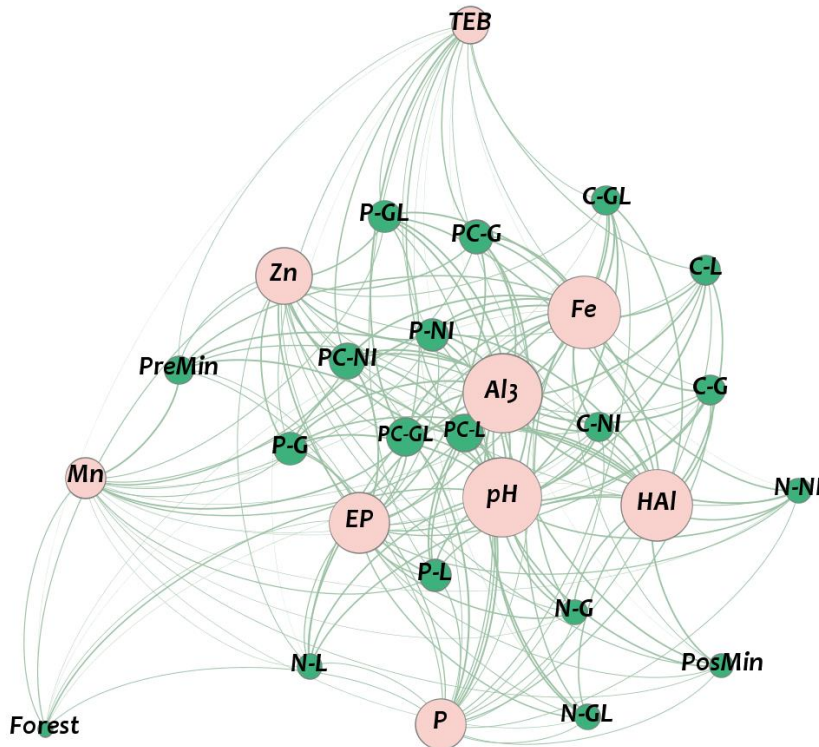 TEB
C-GL
P-GL
PC-G
C-L
Zn
Fe
P-NI
PC-NI
PreMin
Al3
C-G
PC-GL
PC-L
C-NI
P-G
Mn
pH
HAl
N-NI
EP
P-L
N-G
N-L
PosMin
N-GL
P
Forest